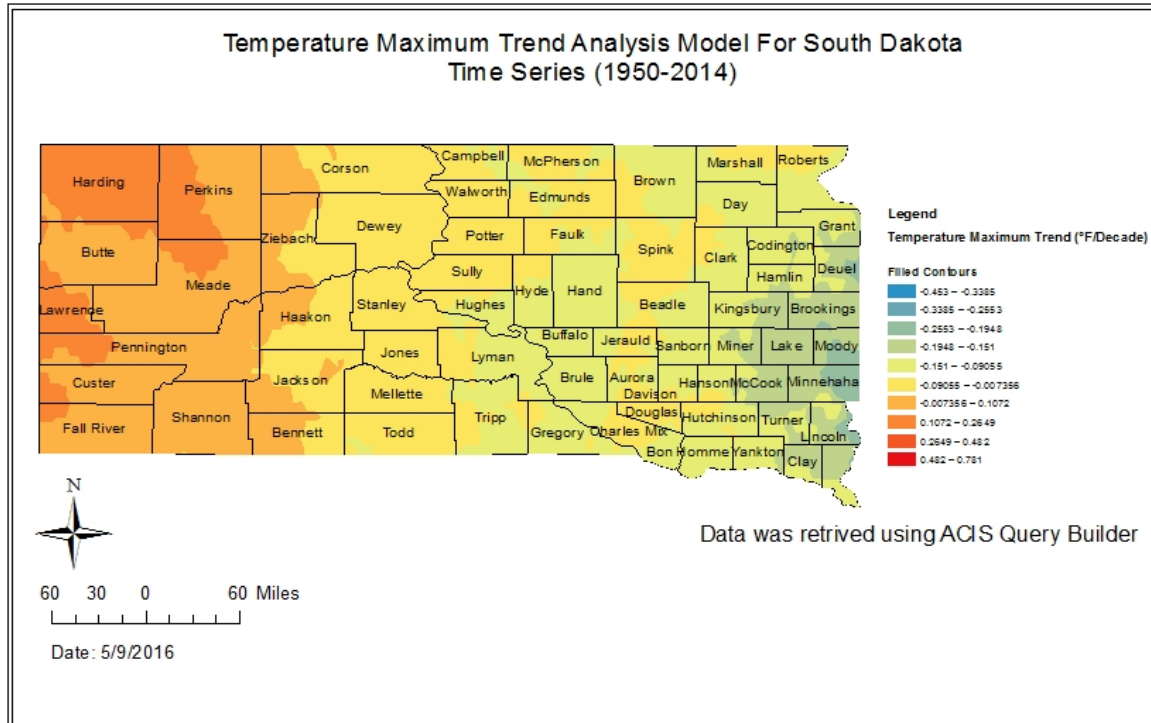 Temperature Maximum Trend Analysis Model For South Dakota
Time Series (1950-2014)
Harding
Perkins
Corson
Campbell
McPherson
Brown
Marshall
Roberts
Walworth
Edmunds
Day
Butte
Ziebach
Dewey
Potter
Faulk
Spink
Clark
Codington
Grant
Hamlin
Deuel
Meade
Sully
Hyde
Hand
Lawrence
Haakon
Stanley
Hughes
Beadle
Kingsbury
Brookings
Pennington
Jones
Lyman
Buffalo
Jerauld
Sanborn
Miner
Lake
Moody
Custer
Jackson
Mellette
Brule
Aurora
Davison
Hanson
McCook
Minnehaha
Fall River
Shannon
Bennett
Todd
Tripp
Gregory
Charles Mix
Douglas
Hutchinson
Turner
Lincoln
Bon Homme
Yankton
Clay
Legend
Temperature Maximum Trend (°F/Decade)
Filled Contours
-0.453 – -0.3385
-0.3385 – -0.2553
-0.2553 – -0.1948
-0.1948 – -0.151
-0.151 – -0.09055
-0.09055 – -0.007356
-0.007356 – 0.1072
0.1072 – 0.2649
0.2649 – 0.482
0.482 – 0.781
Data was retrived using ACIS Query Builder
N
60 30 0 60 Miles
Date: 5/9/2016